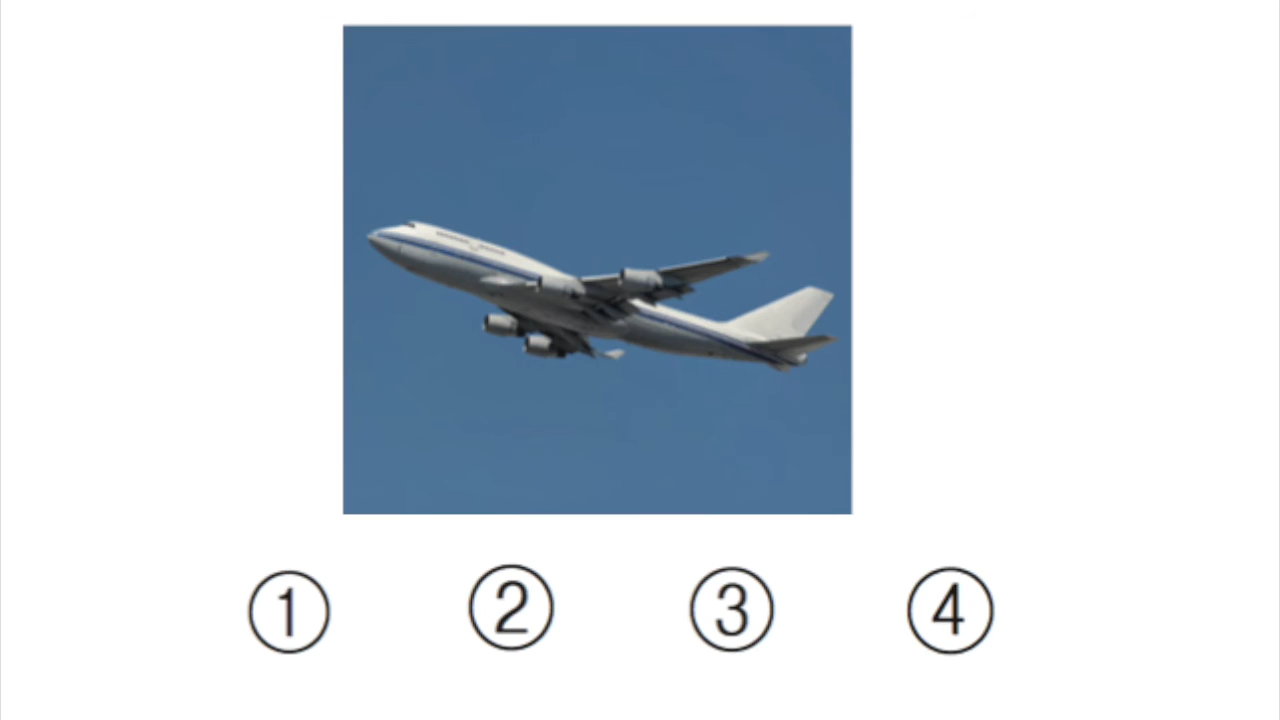 ① ② ③ ④